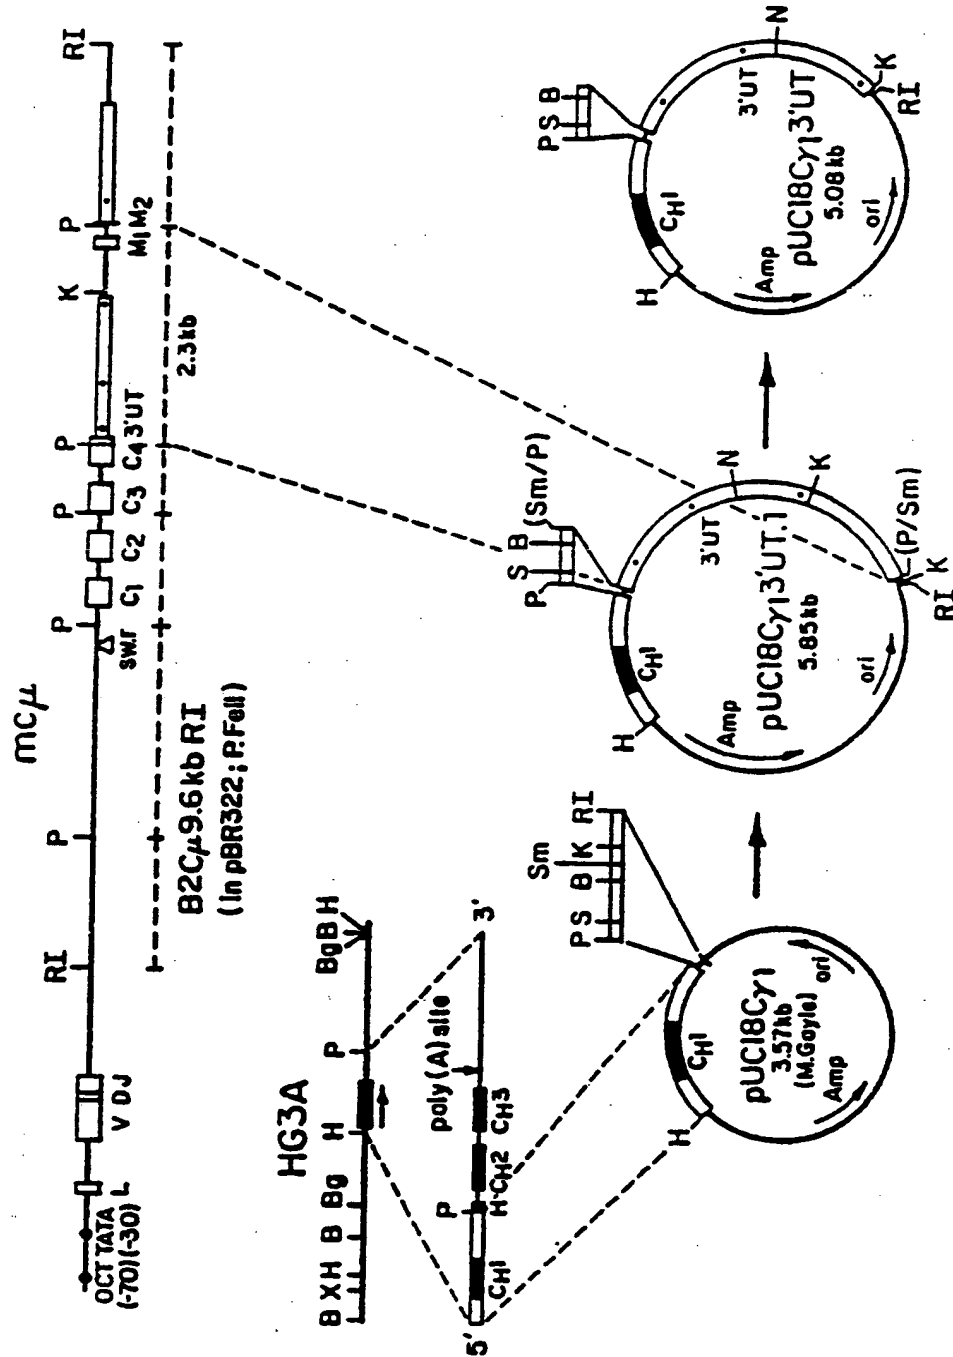 mCμ
OCT TATA L V DJ RI P P P P K P RI
(-70)(-30)
SW.r C1 C2 C3 C4 3'UT M1 M2
2.3kb
B2Cμ9.6kb RI
(In pBR322; P.Fell)
HG3A
B X H B Bg H P Bg B H
poly(A)site
P
5' CH1 H CH2 CH3 3'
Sm
P S B K RI
CH1
H
pUC18Cγ1
3.57kb
(M.Gayle)
Amp
ori
P S B (Sm/P)
H
CH1
3'UT
N
K
Amp
pUC18Cγ1 3'UT.1
5.85kb
ori
(P/Sm)
K
RI
P S B
H
CH1
3'UT
N
Amp
pUC18Cγ1 3'UT
5.08kb
ori
K
RI